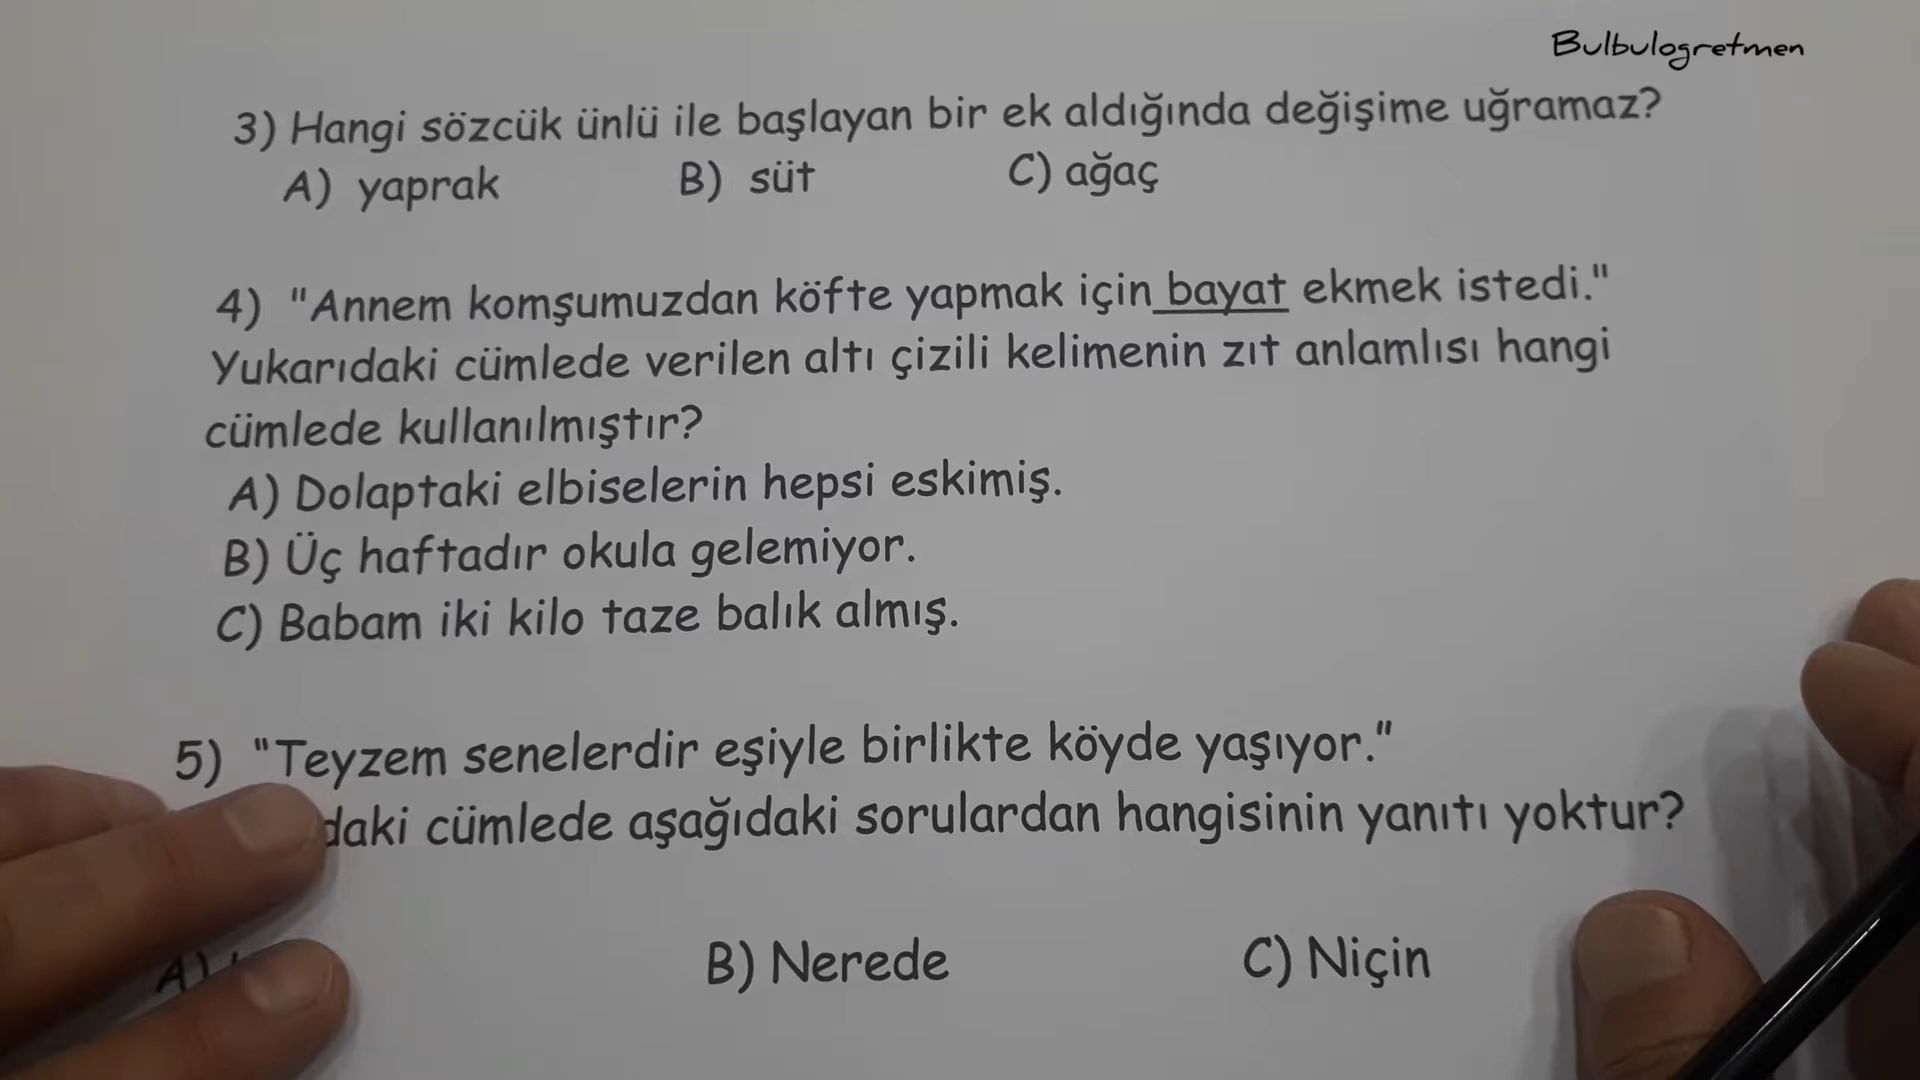 Bulbulogretmen
3) Hangi sözcük ünlü ile başlayan bir ek aldığında değişime uğramaz?
A) yaprak B) süt C) ağaç
4) "Annem komşumuzdan köfte yapmak için bayat ekmek istedi."
Yukarıdaki cümlede verilen altı çizili kelimenin zıt anlamlısı hangi
cümlede kullanılmıştır?
A) Dolaptaki elbiselerin hepsi eskimiş.
B) Üç haftadır okula gelemiyor.
C) Babam iki kilo taze balık almış.
5) "Teyzem senelerdir eşiyle birlikte köyde yaşıyor."
daki cümlede aşağıdaki sorulardan hangisinin yanıtı yoktur?
A) B) Nerede C) Niçin